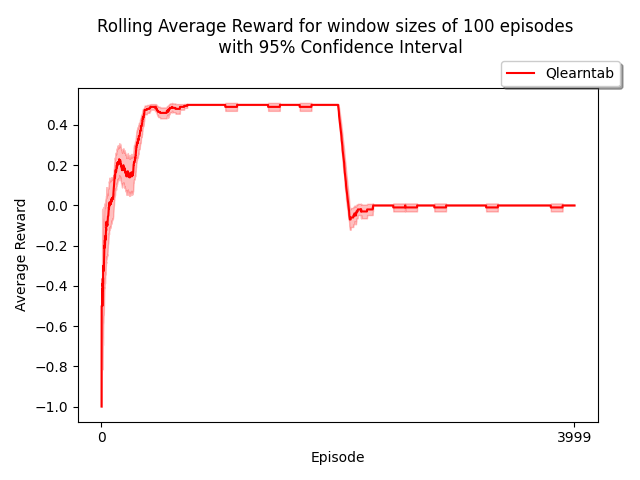 Rolling Average Reward for window sizes of 100 episodes
with 95% Confidence Interval
Qlearntab
Average Reward
0.4
0.2
0.0
−0.2
−0.4
−0.6
−0.8
−1.0
0
3999
Episode